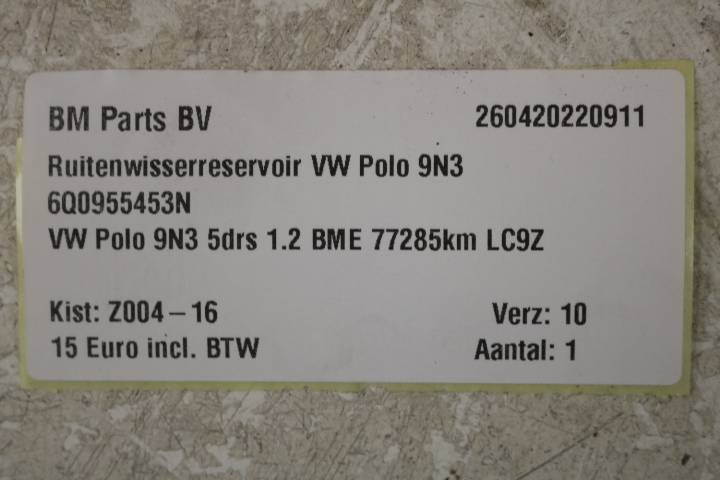 BM Parts BV 260420220911
Ruitenwisserreservoir VW Polo 9N3
6Q0955453N
VW Polo 9N3 5drs 1.2 BME 77285km LC9Z
Kist: Z004-16 Verz: 10
15 Euro incl. BTW Aantal: 1